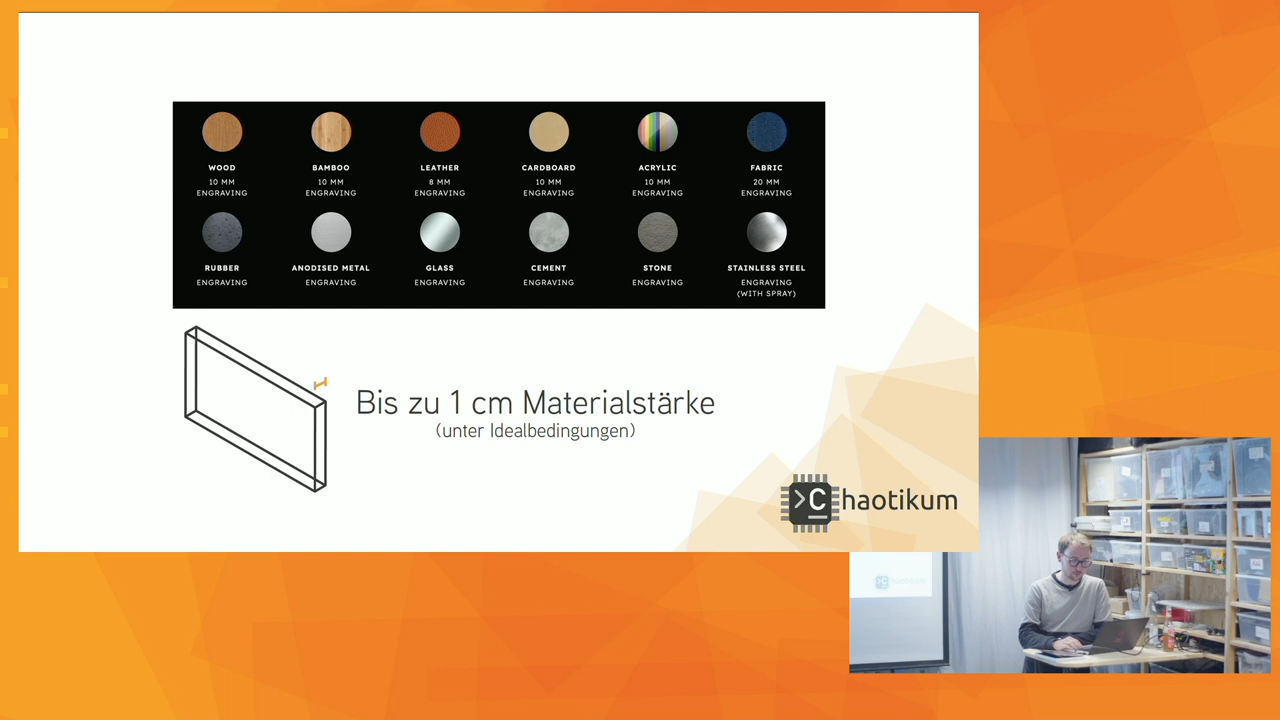 WOOD
10 MM
ENGRAVING
BAMBOO
10 MM
ENGRAVING
LEATHER
8 MM
ENGRAVING
CARDBOARD
10 MM
ENGRAVING
ACRYLIC
10 MM
ENGRAVING
FABRIC
20 MM
ENGRAVING
RUBBER
ENGRAVING
ANODISED METAL
ENGRAVING
GLASS
ENGRAVING
CEMENT
ENGRAVING
STONE
ENGRAVING
STAINLESS STEEL
ENGRAVING
(WITH SPRAY)
Bis zu 1 cm Materialstärke
(unter Idealbedingungen)
>C haotikum
>C haotikum